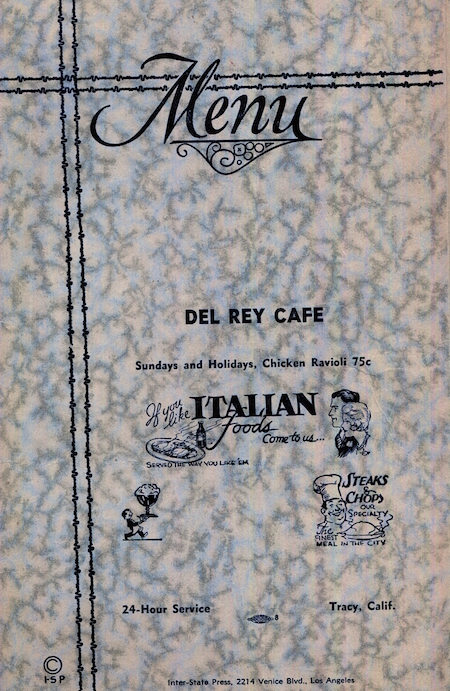 Menu
DEL REY CAFE
Sundays and Holidays, Chicken Ravioli 75c
If you like ITALIAN
foods
Come to us...
SERVED THE WAY YOU LIKE 'EM
STEAKS
&
CHOPS
OUR
SPECIALTY
The
FINEST
MEAL IN THE CITY
24-Hour Service
8
Tracy, Calif.
©
I-S P
Inter-State Press, 2214 Venice Blvd., Los Angeles